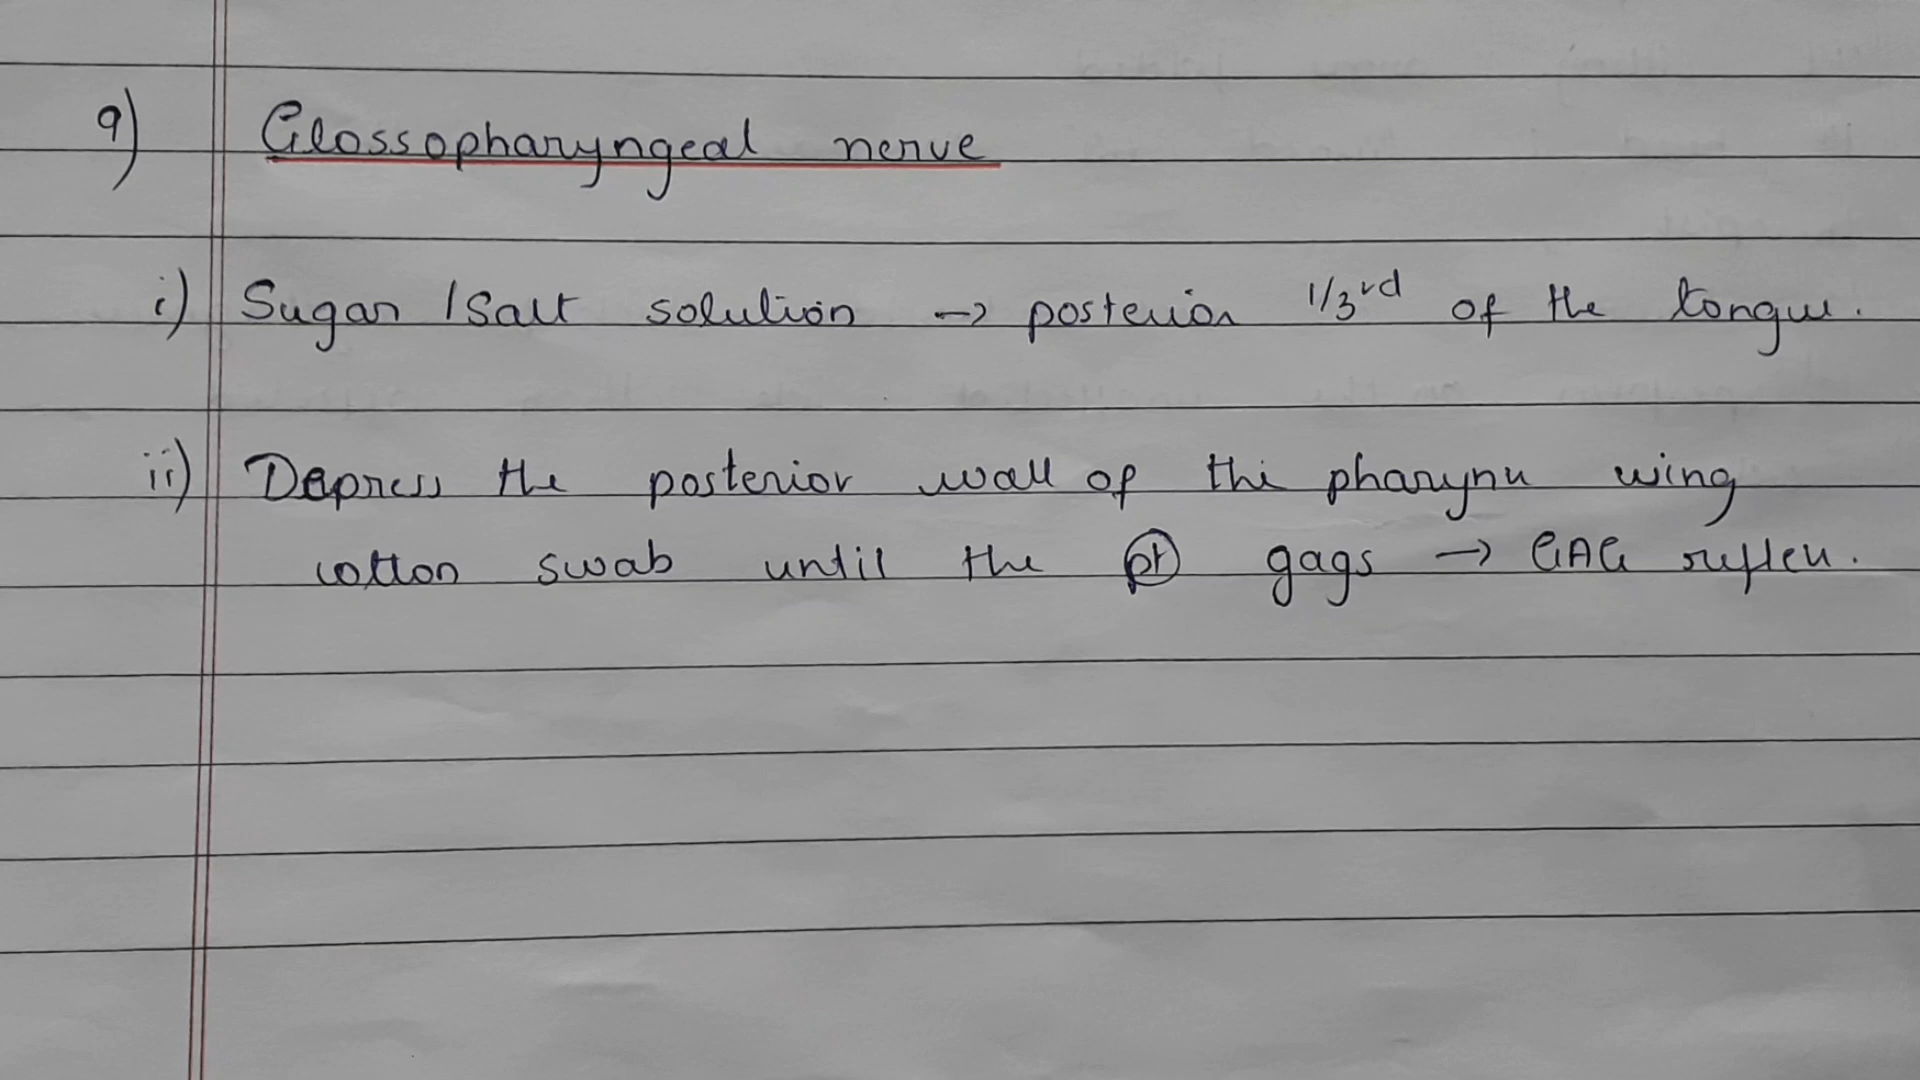 9) Glossopharyngeal nerve
i) Sugar / Salt solution → posterior 1/3rd of the tongue.
ii) Depress the posterior wall of the pharynx using
cotton swab until the pt gags → GAG reflex.